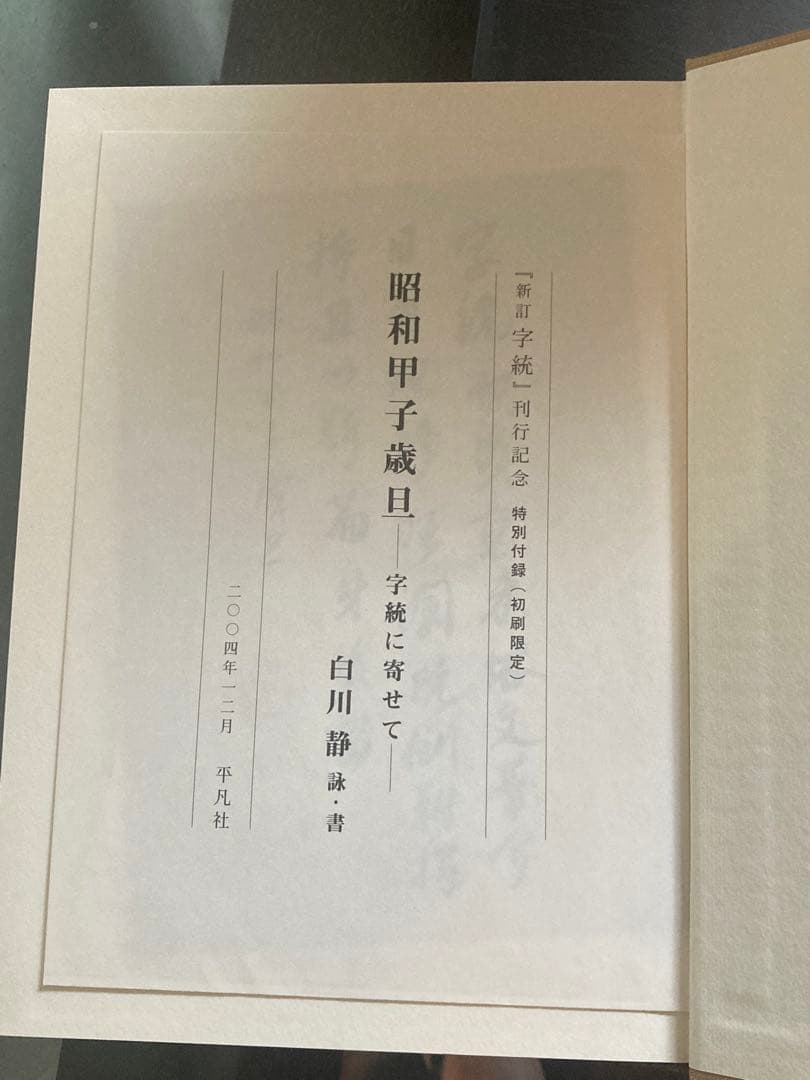 『新訂 字統』刊行記念 特別付録（初刷限定）
昭和甲子歳旦――字統に寄せて――
白川 静 詠・書
二〇〇四年一二月 平凡社